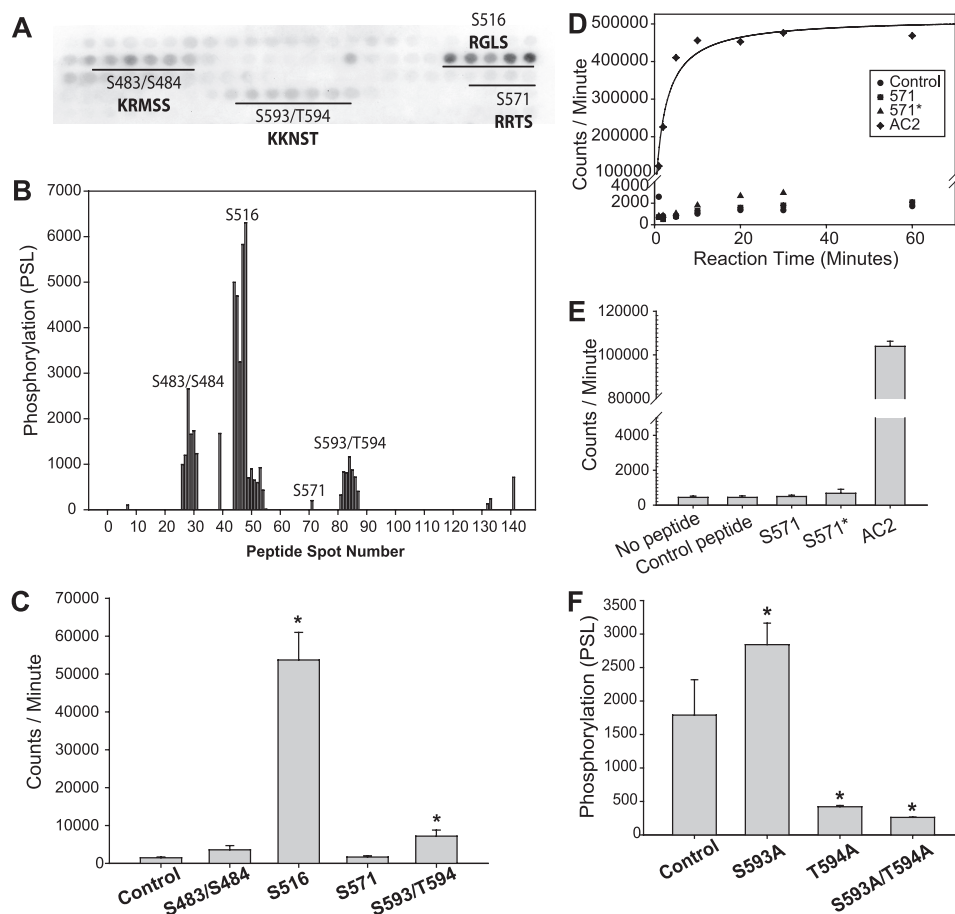 A
S516
RGLS
S483/S484
KRMSS
S593/T594
KKNST
S571
RRTS
B
Phosphorylation (PSL)
7000
6000
5000
4000
3000
2000
1000
0
S483/S484
S516
S571
S593/T594
0 10 20 30 40 50 60 70 80 90 100 110 120 130 140
Peptide Spot Number
C
Counts / Minute
70000
60000
50000
40000
30000
20000
10000
0
*
*
Control S483/S484 S516 S571 S593/T594
D
Counts / Minute
500000
400000
300000
200000
100000
4000
2000
0
Control
571
571*
AC2
0 20 40 60
Reaction Time (Minutes)
E
Counts / Minute
120000
100000
80000
4000
2000
0
No peptide Control peptide S571 S571* AC2
F
Phosphorylation (PSL)
3500
3000
2500
2000
1500
1000
500
0
*
*
*
Control S593A T594A S593A/T594A